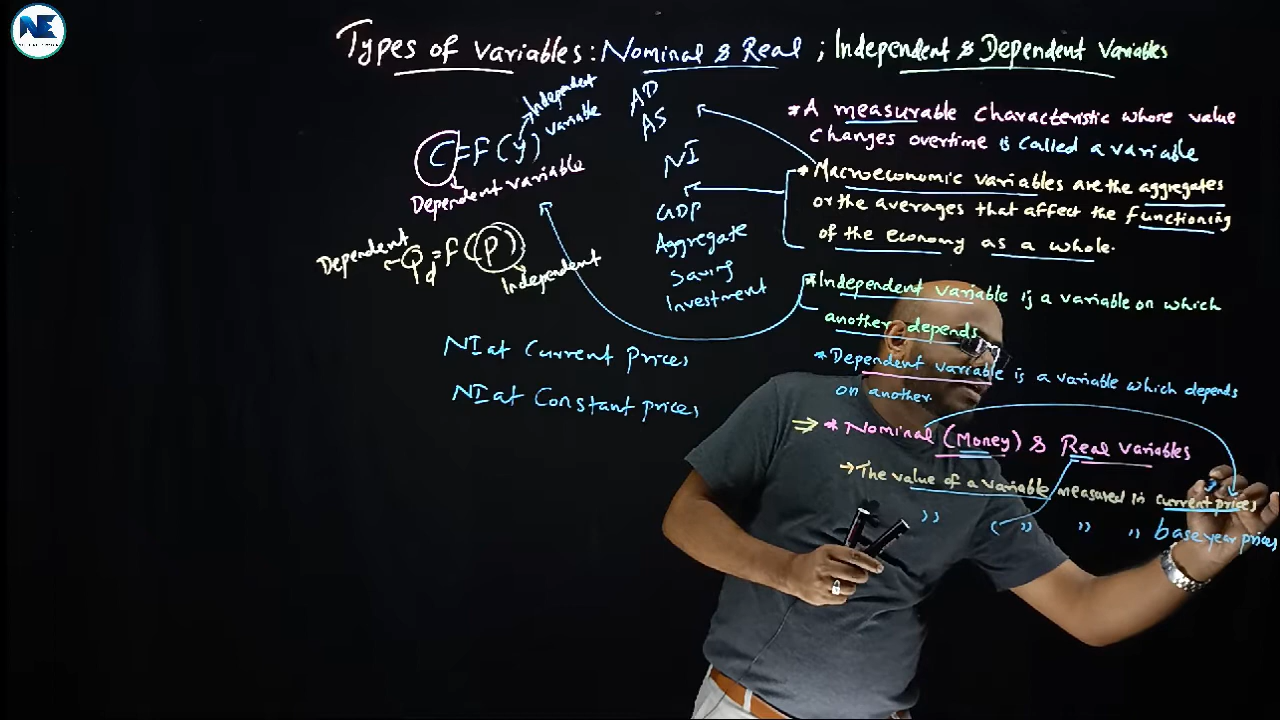 NE
Types of variables: Nominal & Real ; Independent & Dependent Variables
Independent variable
C = F (Y)
Dependent variable
Dependent
Qd = F (P)
Independent
AD
AS
NI
GDP
Aggregate
Saving
Investment
NI at Current Prices
NI at Constant prices
* A measurable characteristic whose value
changes overtime is called a variable
* Macroeconomic variables are the aggregates
or the averages that affect the functioning
of the economy as a whole.
* Independent variable is a variable on which
another depends
* Dependent variable is a variable which depends
on another.
⇒ * Nominal (Money) & Real variables
→ The value of a variable measured in current prices
,, ,, ,, ,, base year prices